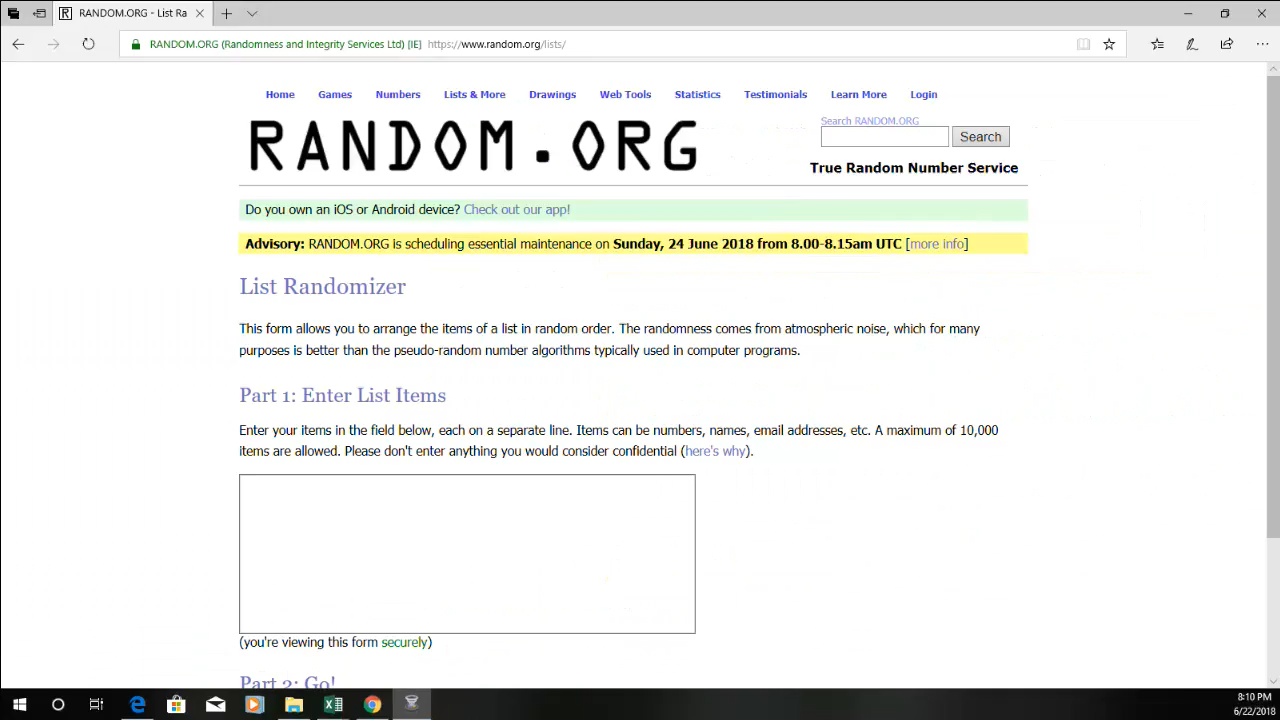 RANDOM.ORG - List Ra
RANDOM.ORG (Randomness and Integrity Services Ltd) [IE] https://www.random.org/lists/
Home Games Numbers Lists & More Drawings Web Tools Statistics Testimonials Learn More Login
RANDOM.ORG
Search RANDOM.ORG
Search
True Random Number Service
Do you own an iOS or Android device? Check out our app!
Advisory: RANDOM.ORG is scheduling essential maintenance on Sunday, 24 June 2018 from 8.00-8.15am UTC [more info]
List Randomizer
This form allows you to arrange the items of a list in random order. The randomness comes from atmospheric noise, which for many
purposes is better than the pseudo-random number algorithms typically used in computer programs.
Part 1: Enter List Items
Enter your items in the field below, each on a separate line. Items can be numbers, names, email addresses, etc. A maximum of 10,000
items are allowed. Please don't enter anything you would consider confidential (here's why).
(you're viewing this form securely)
Part 2: Go!
8:10 PM
6/22/2018